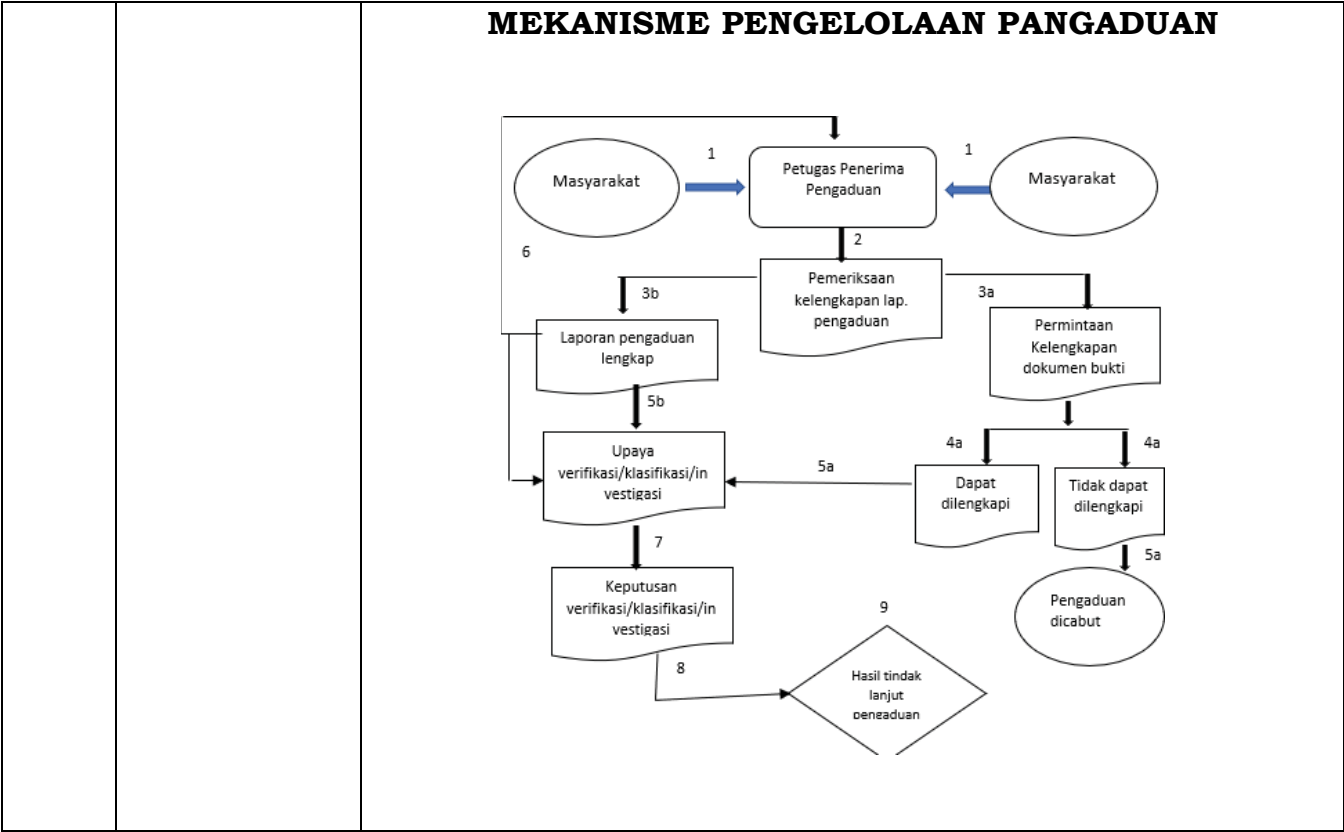 MEKANISME PENGELOLAAN PANGADUAN
Masyarakat
1
Petugas Penerima
Pengaduan
1
Masyarakat
6
2
Pemeriksaan
kelengkapan lap.
pengaduan
3b
3a
Laporan pengaduan
lengkap
Permintaan
Kelengkapan
dokumen bukti
5b
4a
4a
Upaya
verifikasi/klasifikasi/in
vestigasi
5a
Dapat
dilengkapi
Tidak dapat
dilengkapi
7
5a
Keputusan
verifikasi/klasifikasi/in
vestigasi
Pengaduan
dicabut
8
9
Hasil tindak
lanjut
pengaduan